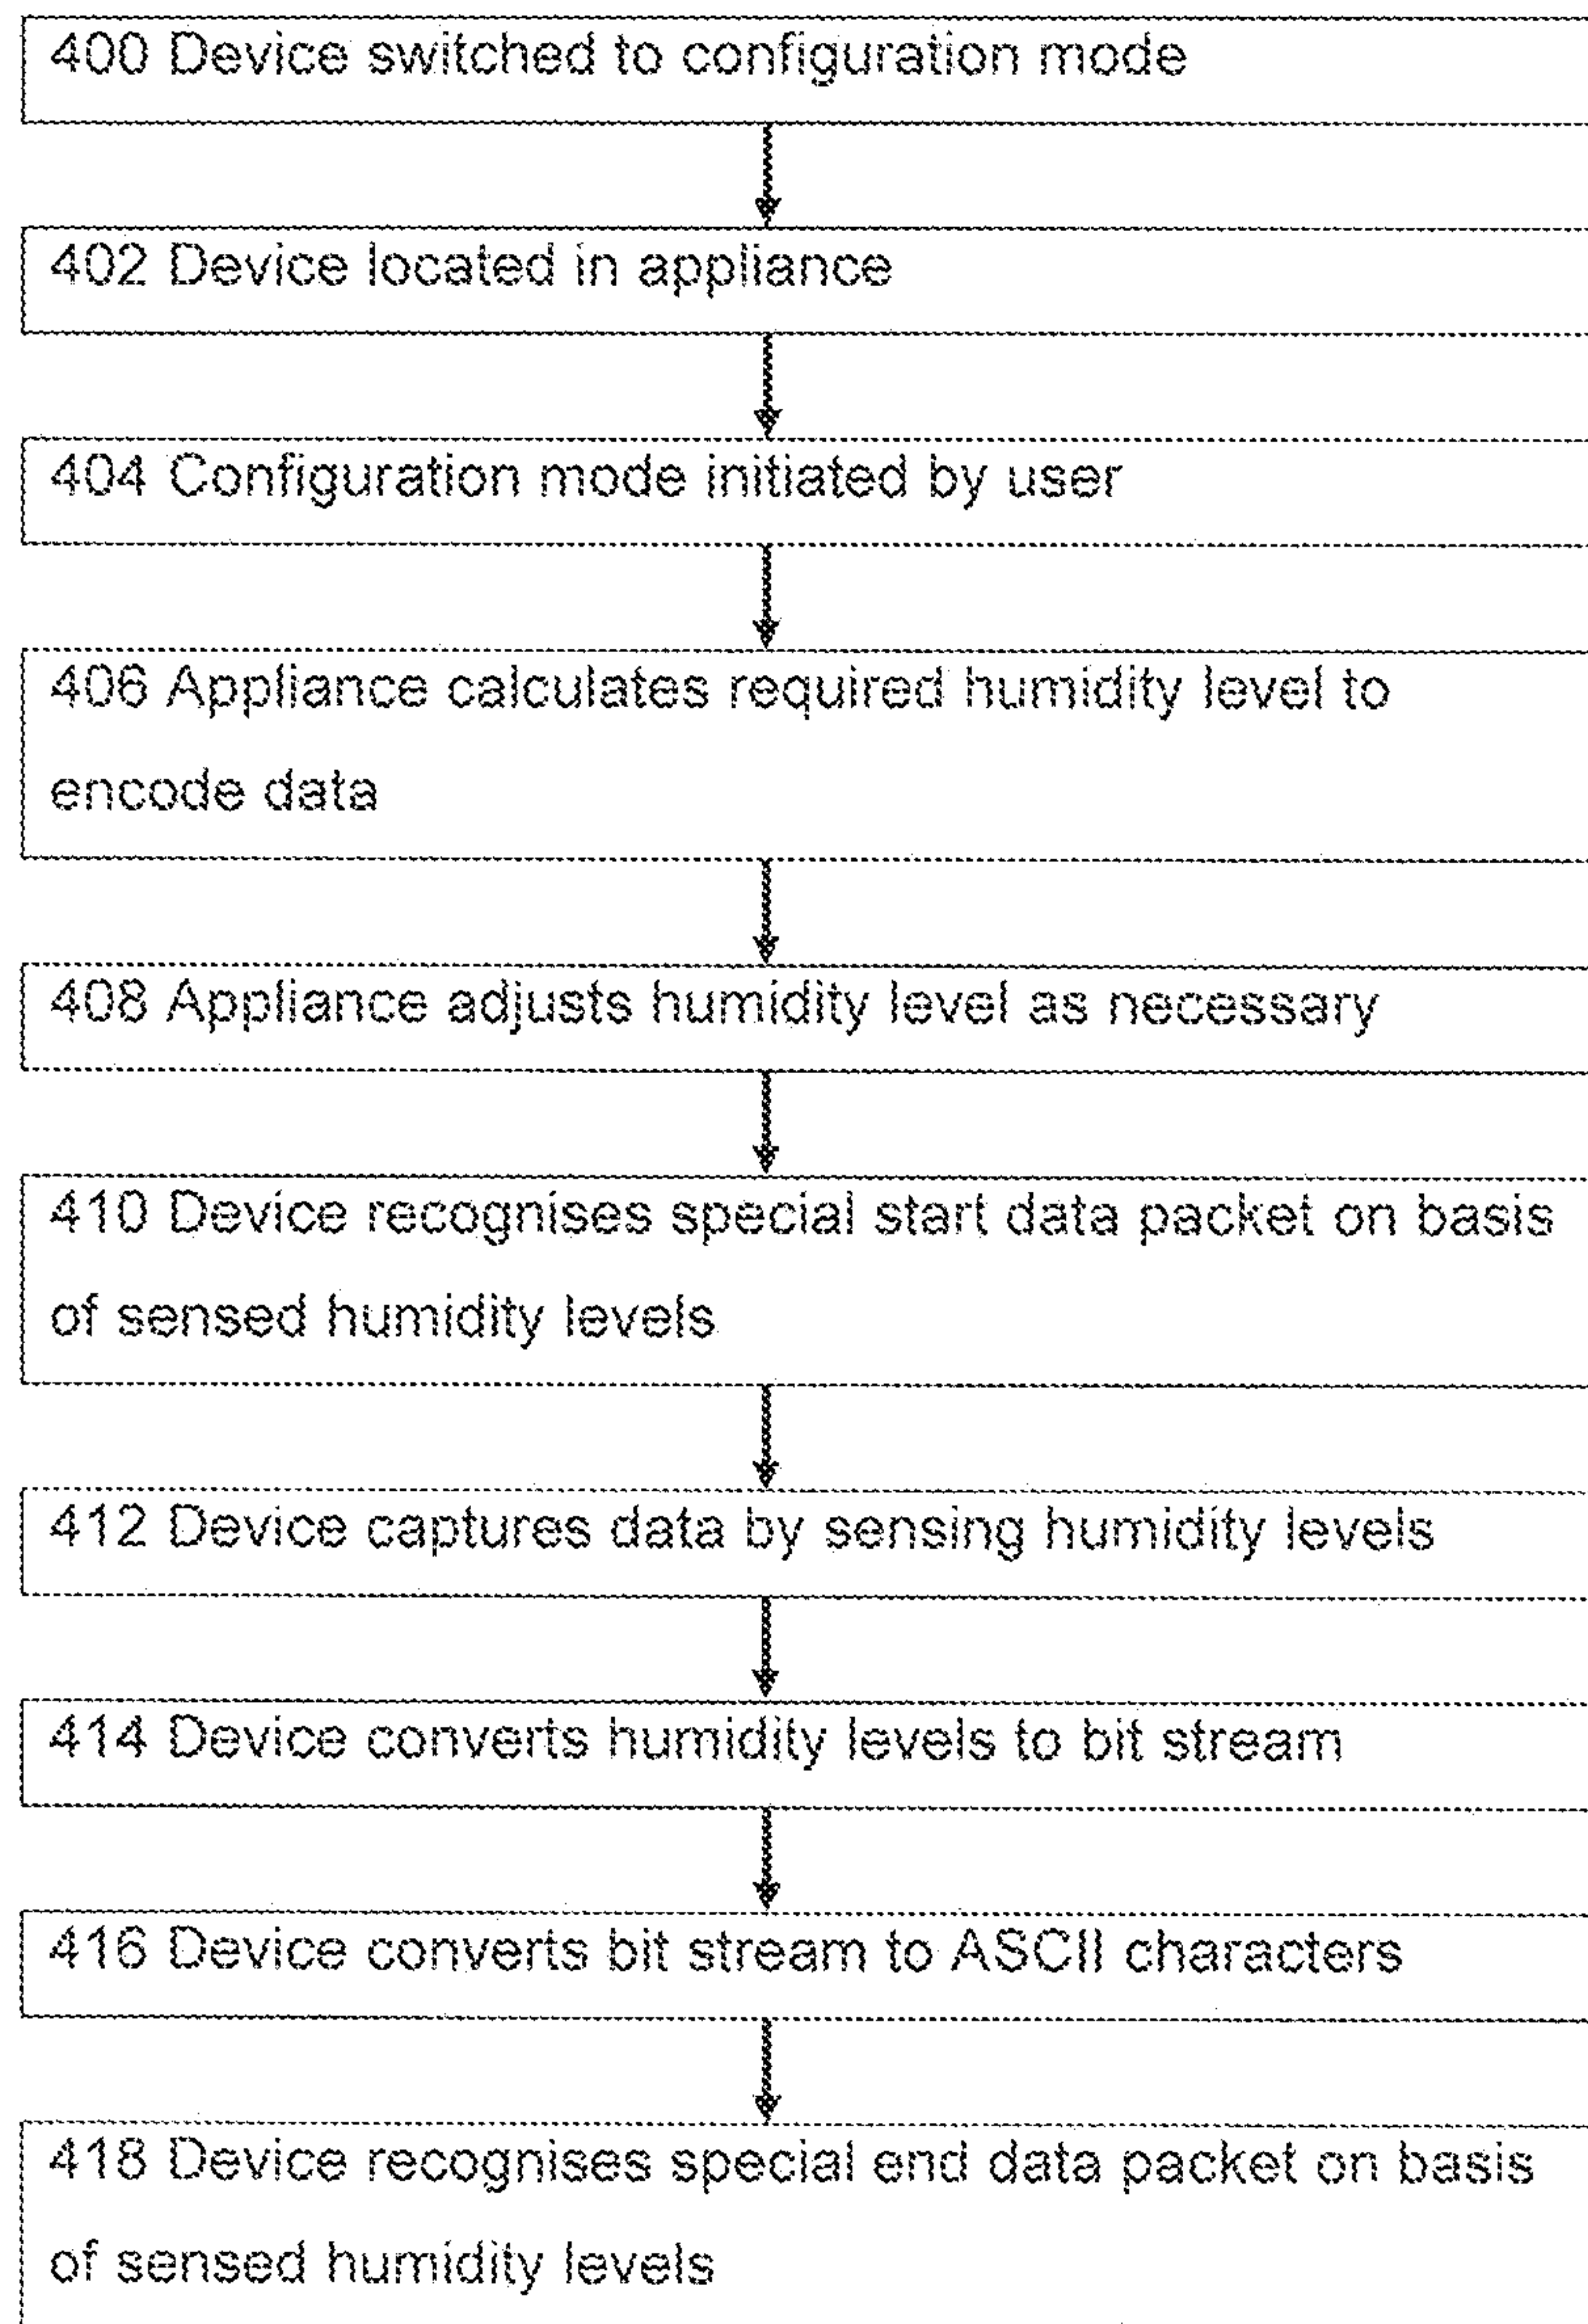 400 Device switched to configuration mode
402 Device located in appliance
404 Configuration mode initiated by user
406 Appliance calculates required humidity level to
encode data
408 Appliance adjusts humidity level as necessary
410 Device recognises special start data packet on basis
of sensed humidity levels
412 Device captures data by sensing humidity levels
414 Device converts humidity levels to bit stream
416 Device converts bit stream to ASCII characters
418 Device recognises special end data packet on basis
of sensed humidity levels